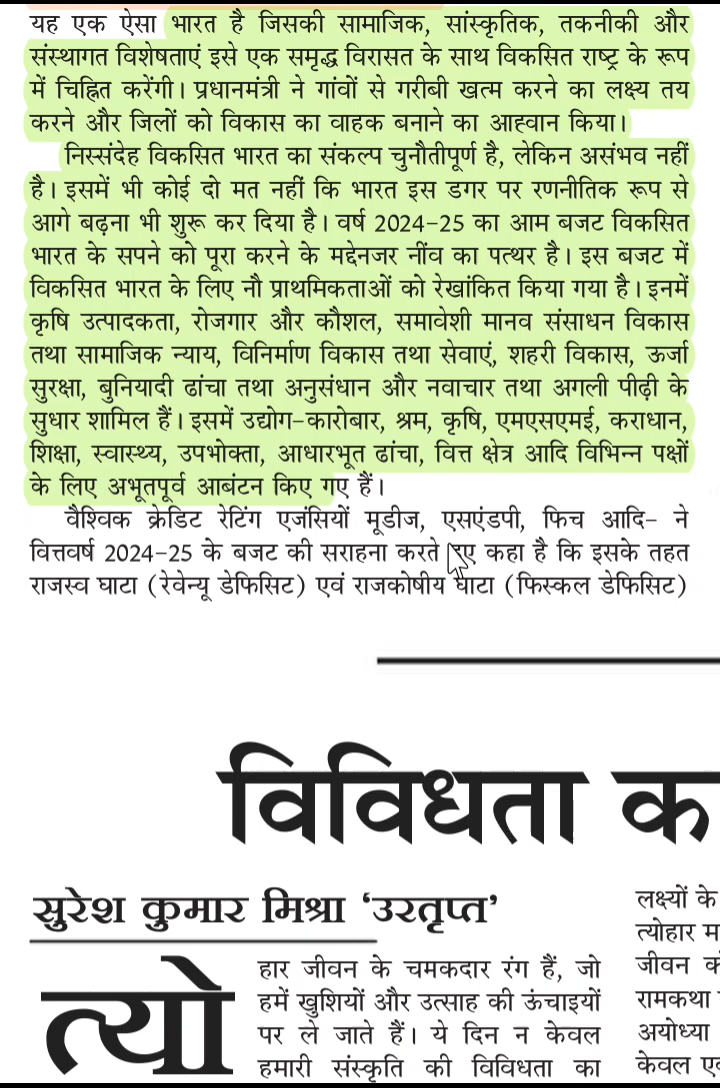 यह एक ऐसा भारत है जिसकी सामाजिक, सांस्कृतिक, तकनीकी और
संस्थागत विशेषताएं इसे एक समृद्ध विरासत के साथ विकसित राष्ट्र के रूप
में चिह्नित करेंगी। प्रधानमंत्री ने गांवों से गरीबी खत्म करने का लक्ष्य तय
करने और जिलों को विकास का वाहक बनाने का आह्वान किया।
निस्संदेह विकसित भारत का संकल्प चुनौतीपूर्ण है, लेकिन असंभव नहीं
है। इसमें भी कोई दो मत नहीं कि भारत इस डगर पर रणनीतिक रूप से
आगे बढ़ना भी शुरू कर दिया है। वर्ष 2024-25 का आम बजट विकसित
भारत के सपने को पूरा करने के मद्देनजर नींव का पत्थर है। इस बजट में
विकसित भारत के लिए नौ प्राथमिकताओं को रेखांकित किया गया है। इनमें
कृषि उत्पादकता, रोजगार और कौशल, समावेशी मानव संसाधन विकास
तथा सामाजिक न्याय, विनिर्माण विकास तथा सेवाएं, शहरी विकास, ऊर्जा
सुरक्षा, बुनियादी ढांचा तथा अनुसंधान और नवाचार तथा अगली पीढ़ी के
सुधार शामिल हैं। इसमें उद्योग-कारोबार, श्रम, कृषि, एमएसएमई, कराधान,
शिक्षा, स्वास्थ्य, उपभोक्ता, आधारभूत ढांचा, वित्त क्षेत्र आदि विभिन्न पक्षों
के लिए अभूतपूर्व आबंटन किए गए हैं।
वैश्विक क्रेडिट रेटिंग एजंसियों मूडीज, एसएंडपी, फिच आदि- ने
वित्तवर्ष 2024-25 के बजट की सराहना करते हुए कहा है कि इसके तहत
राजस्व घाटा (रेवेन्यू डेफिसिट) एवं राजकोषीय घाटा (फिस्कल डेफिसिट)
विविधता क
सुरेश कुमार मिश्रा ‘उरतृप्त’
त्योहार जीवन के चमकदार रंग हैं, जो
हमें खुशियों और उत्साह की ऊंचाइयों
पर ले जाते हैं। ये दिन न केवल
हमारी संस्कृति की विविधता का
लक्ष्यों के
त्योहार म
जीवन क
रामकथा
अयोध्या
केवल ए